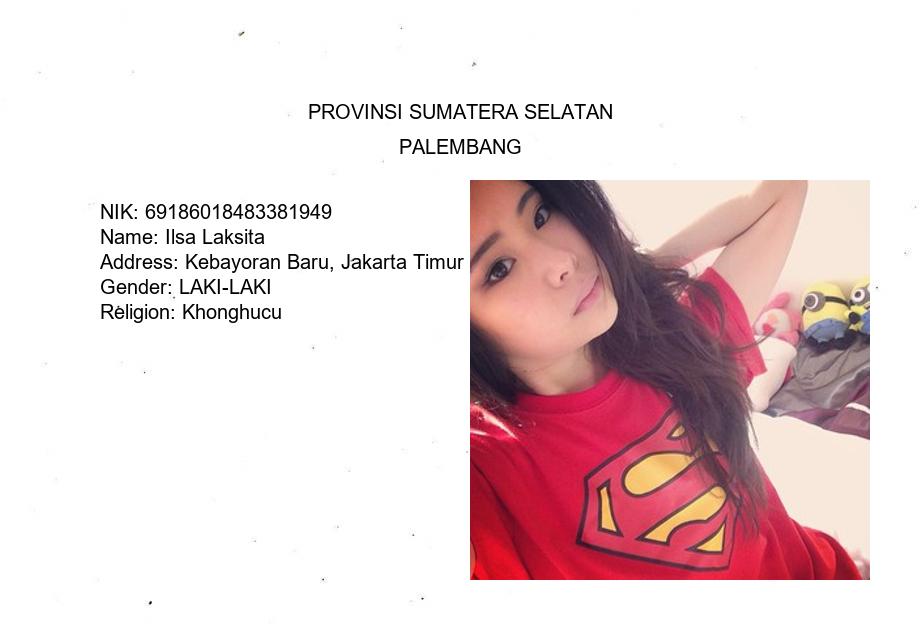 PROVINSI SUMATERA SELATAN
PALEMBANG
NIK: 69186018483381949
Name: Ilsa Laksita
Address: Kebayoran Baru, Jakarta Timur
Gender: LAKI-LAKI
Religion: Khonghucu